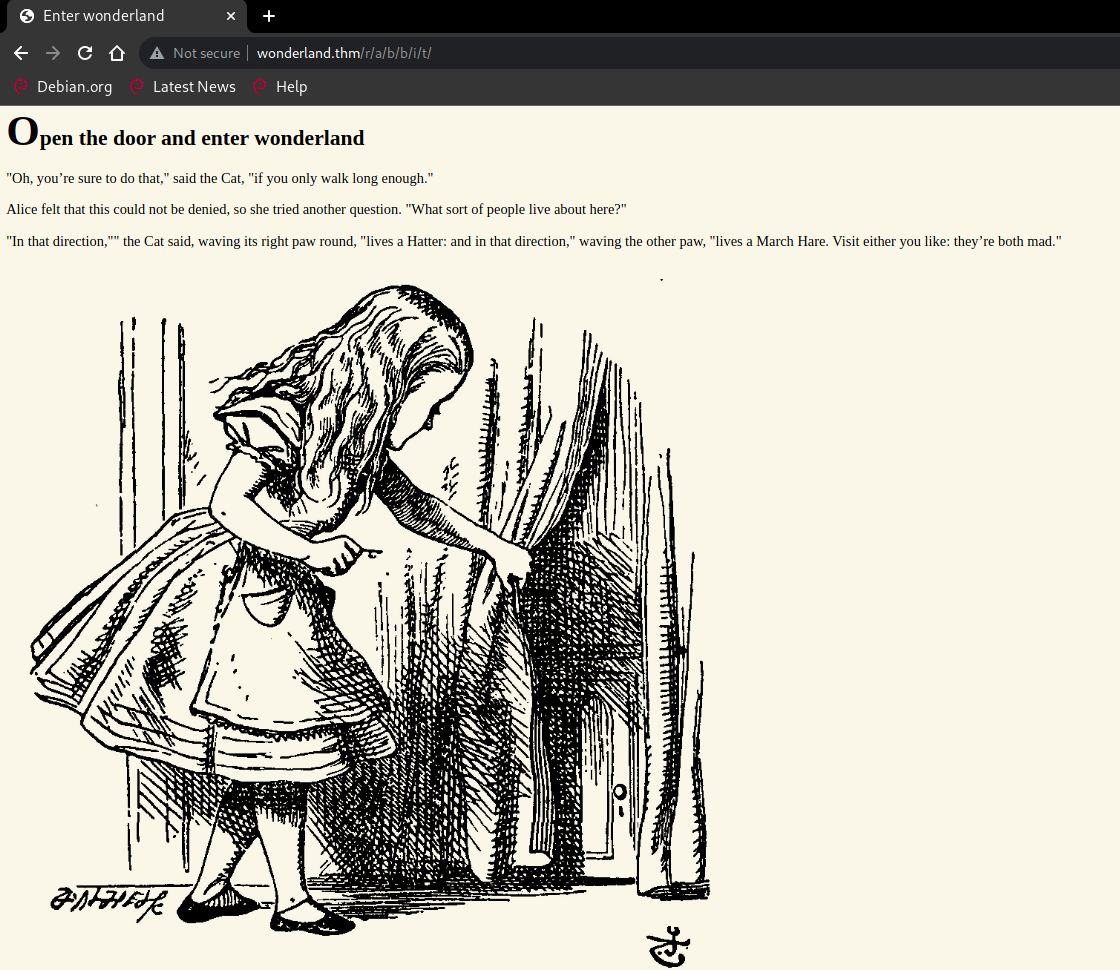 Enter wonderland
Not secure wonderland.thm/r/a/b/b/i/t/
Debian.org Latest News Help
Open the door and enter wonderland
"Oh, you’re sure to do that," said the Cat, "if you only walk long enough."
Alice felt that this could not be denied, so she tried another question. "What sort of people live about here?"
"In that direction,"" the Cat said, waving its right paw round, "lives a Hatter: and in that direction," waving the other paw, "lives a March Hare. Visit either you like: they’re both mad."